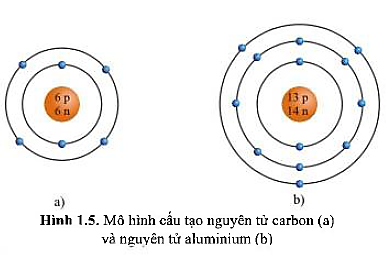 6 p
6 n
13 p
14 n
a)
b)
Hình 1.5. Mô hình cấu tạo nguyên tử carbon (a)
và nguyên tử aluminium (b)